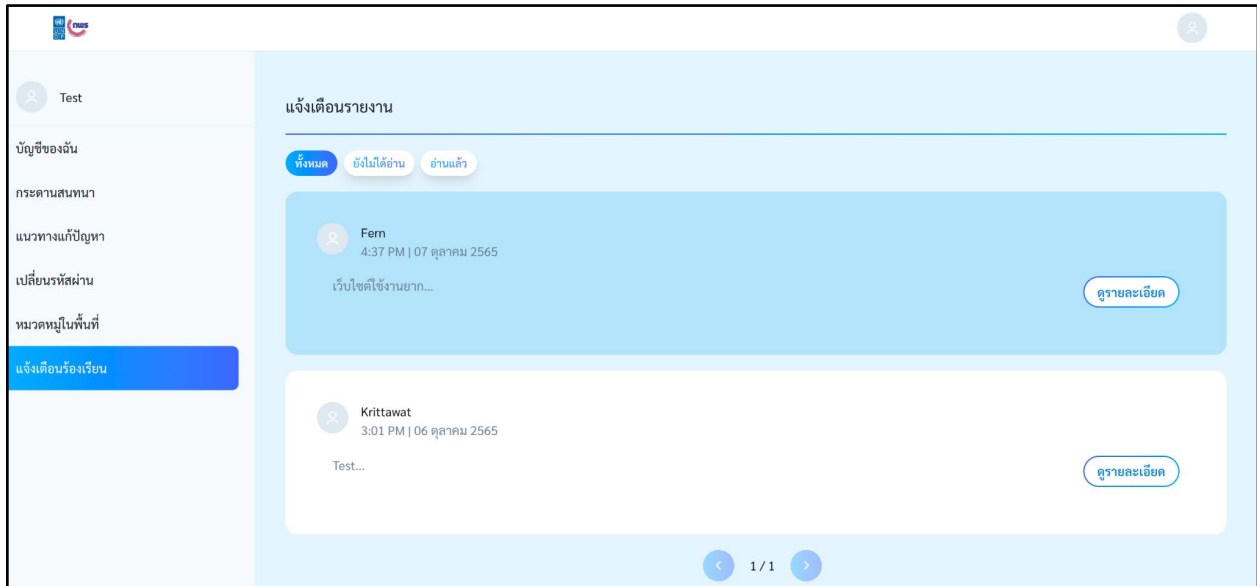 Test
บัญชีของฉัน
กระดานสนทนา
แนวทางแก้ปัญหา
เปลี่ยนรหัสผ่าน
หมวดหมู่ในพื้นที่
แจ้งเตือนร้องเรียน
แจ้งเตือนรายงาน
ทั้งหมด ยังไม่ได้อ่าน อ่านแล้ว
Fern
4:37 PM | 07 ตุลาคม 2565
เว็บไซต์ใช้งานยาก...
ดูรายละเอียด
Krittawat
3:01 PM | 06 ตุลาคม 2565
Test...
ดูรายละเอียด
1 / 1